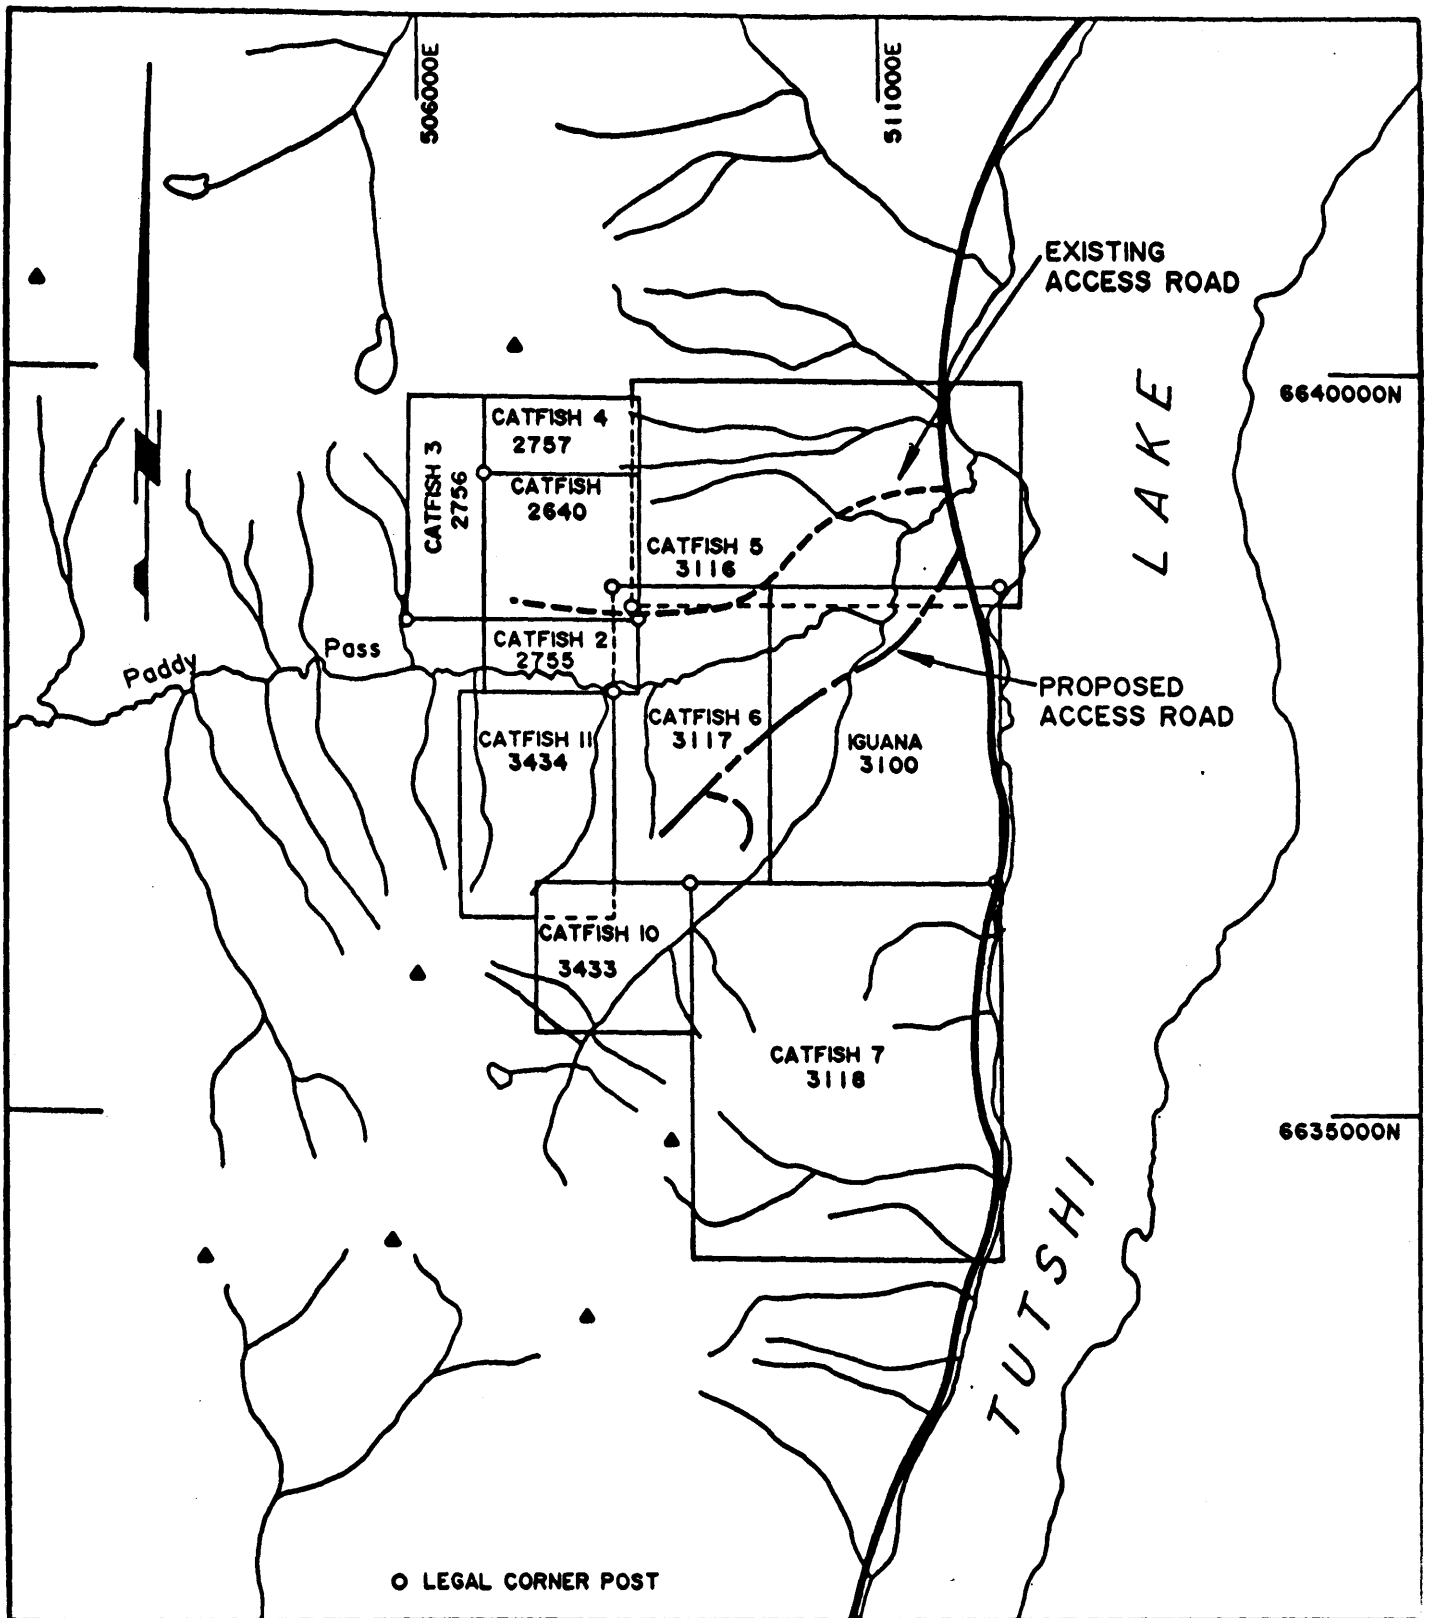 506000E
511000E
EXISTING
ACCESS ROAD
LAKE
6640000N
CATFISH 3
2756
CATFISH 4
2757
CATFISH
2640
CATFISH 5
3116
CATFISH 2
2755
Paddy Pass
PROPOSED
ACCESS ROAD
CATFISH 11
3434
CATFISH 6
3117
IGUANA
3100
CATFISH 10
3433
CATFISH 7
3118
6635000N
TUTSHI
LEGAL CORNER POST